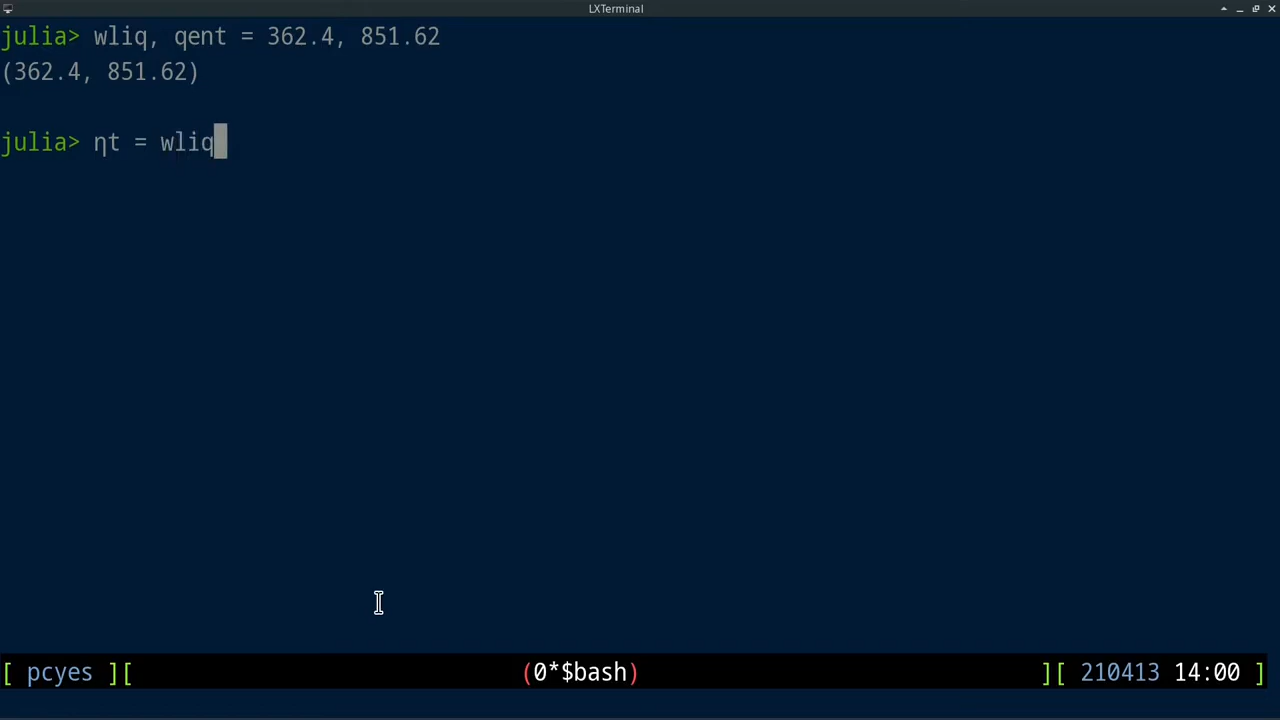 LXTerminal
julia> wliq, qent = 362.4, 851.62
(362.4, 851.62)
julia> ηt = wliq
[ pcyes ][ (0*$bash) ][ 210413 14:00 ]